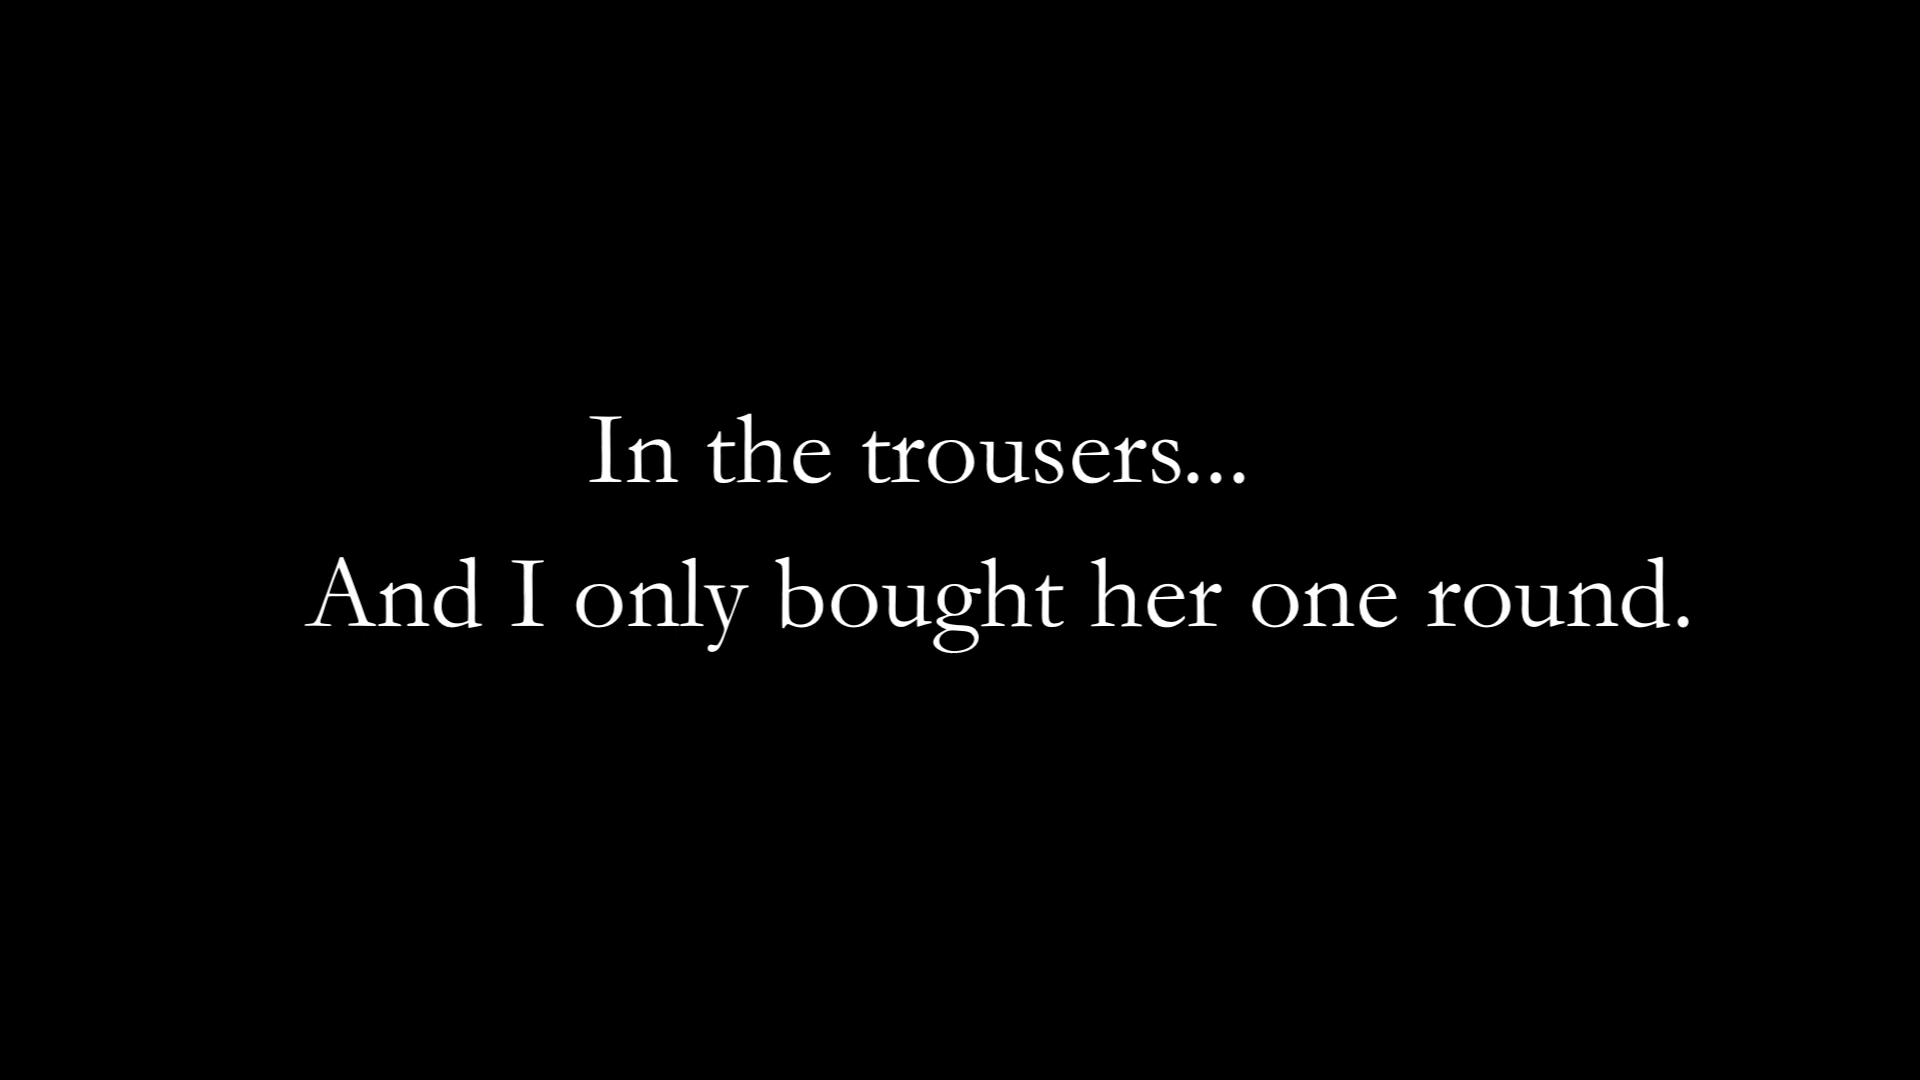 In the trousers...
And I only bought her one round.